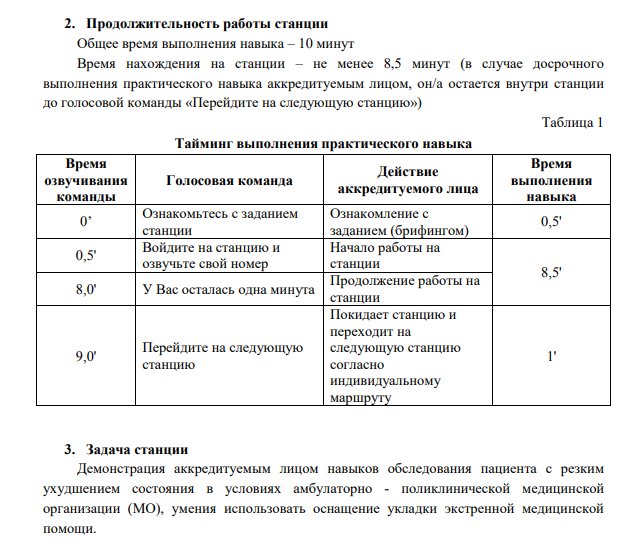 2. Продолжительность работы станции
Общее время выполнения навыка – 10 минут
Время нахождения на станции – не менее 8,5 минут (в случае досрочного
выполнения практического навыка аккредитуемым лицом, он/а остается внутри станции
до голосовой команды «Перейдите на следующую станцию»)
Таблица 1
Тайминг выполнения практического навыка
Время
озвучивания
команды
Голосовая команда
Действие
аккредитуемого лица
Время
выполнения
навыка
0’
Ознакомьтесь с заданием
станции
Ознакомление с
заданием (брифингом)
0,5'
0,5'
Войдите на станцию и
озвучьте свой номер
Начало работы на
станции
8,5'
8,0'
У Вас осталась одна минута
Продолжение работы на
станции
9,0'
Перейдите на следующую
станцию
Покидает станцию и
переходит на
следующую станцию
согласно
индивидуальному
маршруту
1'
3. Задача станции
Демонстрация аккредитуемым лицом навыков обследования пациента с резким
ухудшением состояния в условиях амбулаторно - поликлинической медицинской
организации (МО), умения использовать оснащение укладки экстренной медицинской
помощи.